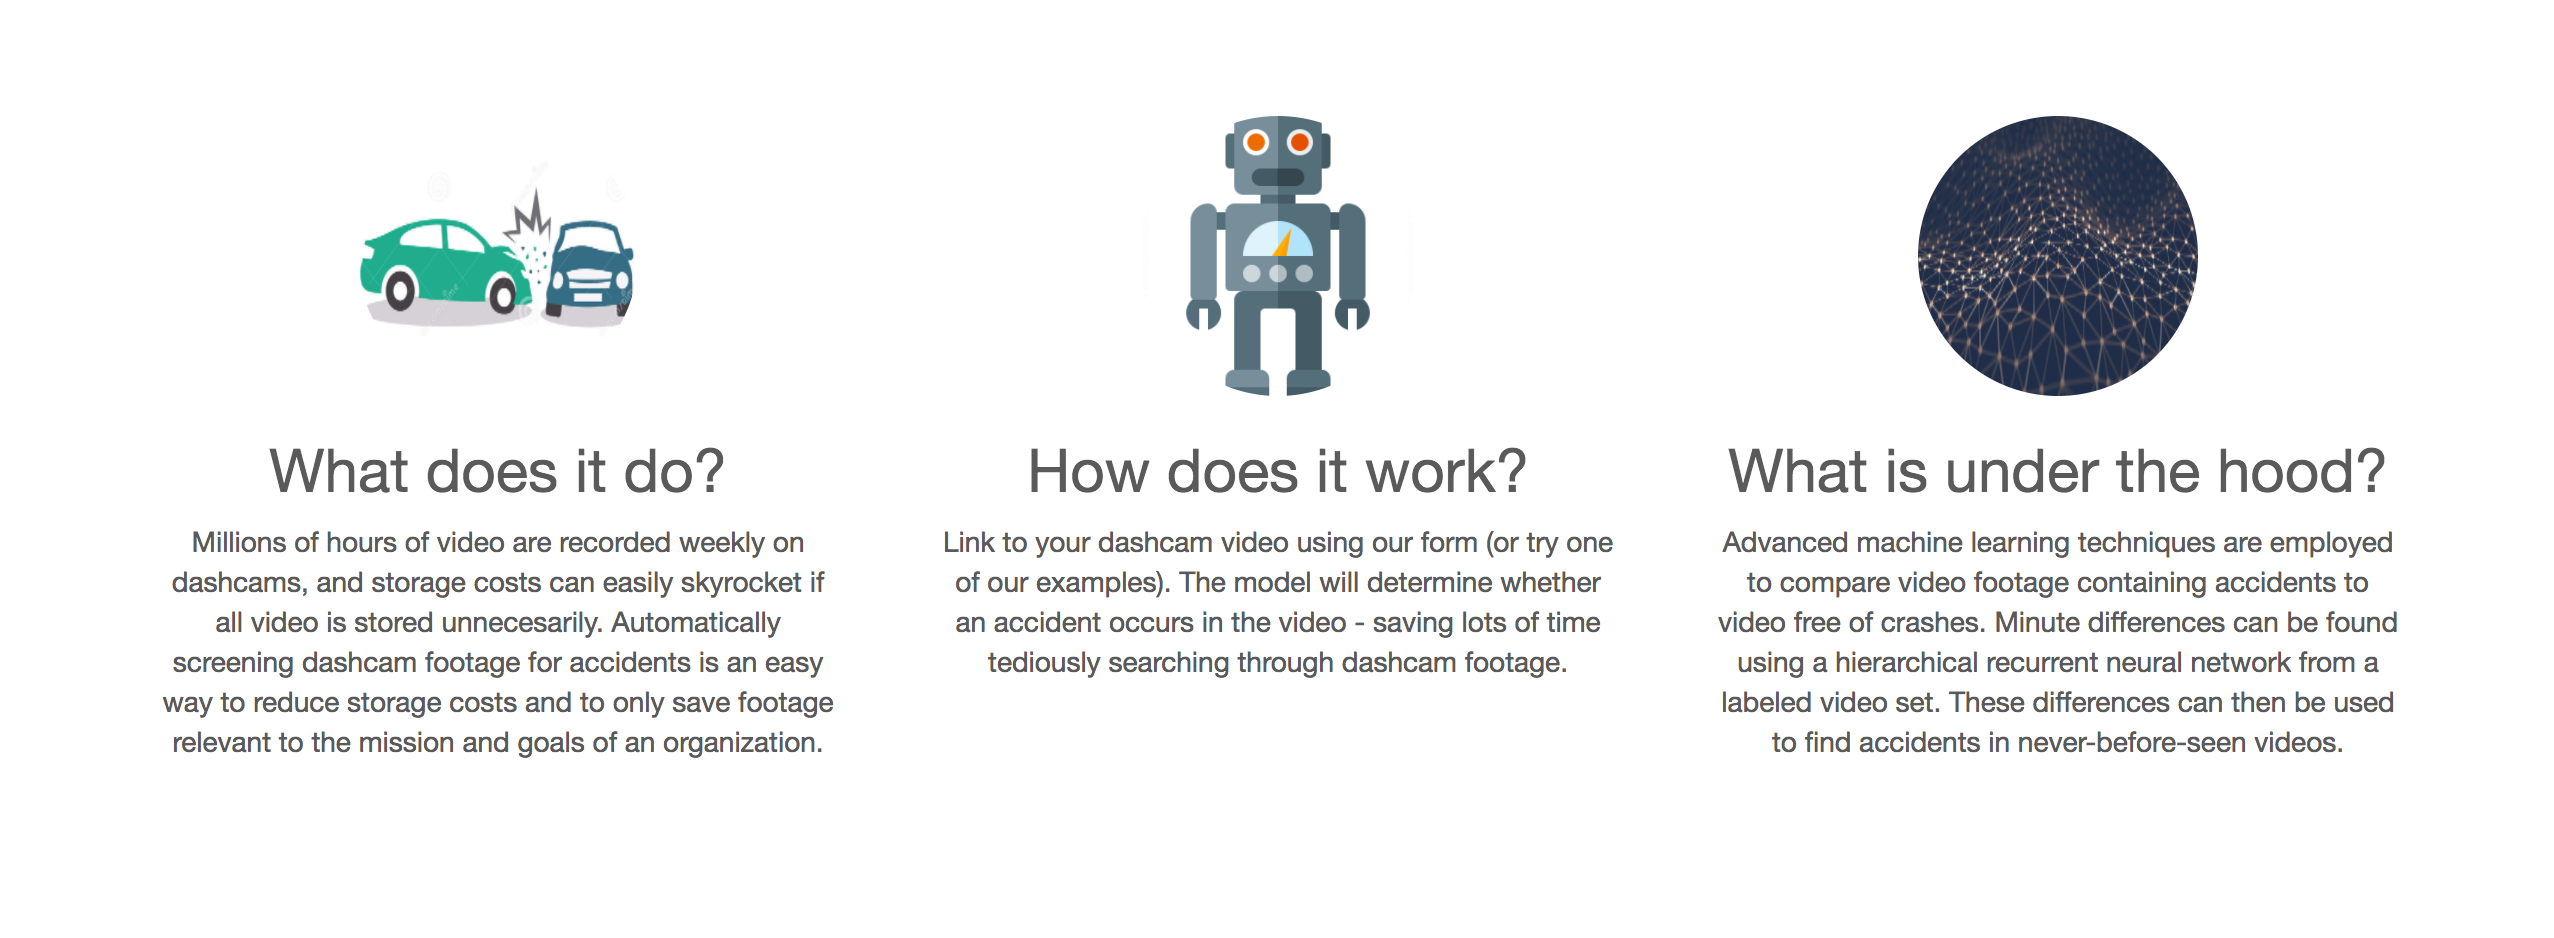 What does it do?
Millions of hours of video are recorded weekly on
dashcams, and storage costs can easily skyrocket if
all video is stored unnecesarily. Automatically
screening dashcam footage for accidents is an easy
way to reduce storage costs and to only save footage
relevant to the mission and goals of an organization.
How does it work?
Link to your dashcam video using our form (or try one
of our examples). The model will determine whether
an accident occurs in the video - saving lots of time
tediously searching through dashcam footage.
What is under the hood?
Advanced machine learning techniques are employed
to compare video footage containing accidents to
video free of crashes. Minute differences can be found
using a hierarchical recurrent neural network from a
labeled video set. These differences can then be used
to find accidents in never-before-seen videos.